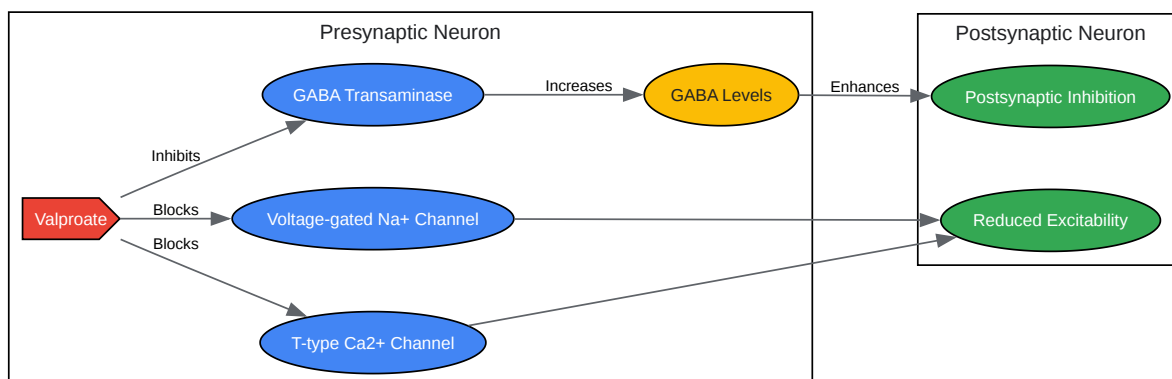 Presynaptic Neuron
Postsynaptic Neuron
GABA Transaminase
Increases
GABA Levels
Enhances
Postsynaptic Inhibition
Inhibits
Valproate
Blocks
Voltage-gated Na+ Channel
Reduced Excitability
Blocks
T-type Ca2+ Channel